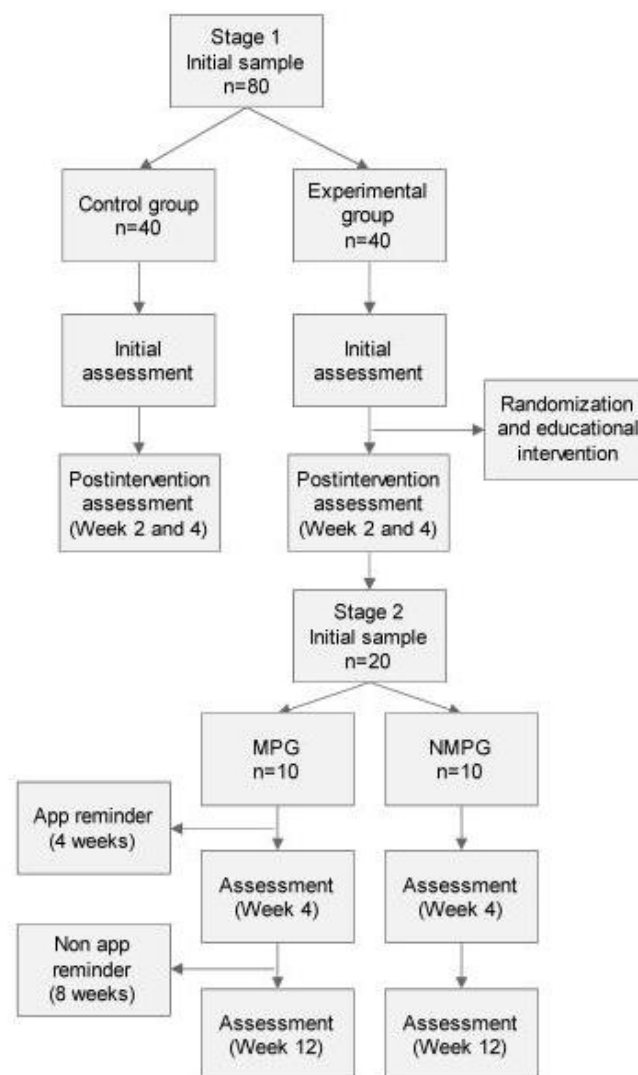 Stage 1
Initial sample
n=80
Control group
n=40
Experimental
group
n=40
Initial
assessment
Initial
assessment
Randomization
and educational
intervention
Postintervention
assessment
(Week 2 and 4)
Postintervention
assessment
(Week 2 and 4)
Stage 2
Initial sample
n=20
MPG
n=10
NMPG
n=10
App reminder
(4 weeks)
Assessment
(Week 4)
Assessment
(Week 4)
Non app
reminder
(8 weeks)
Assessment
(Week 12)
Assessment
(Week 12)